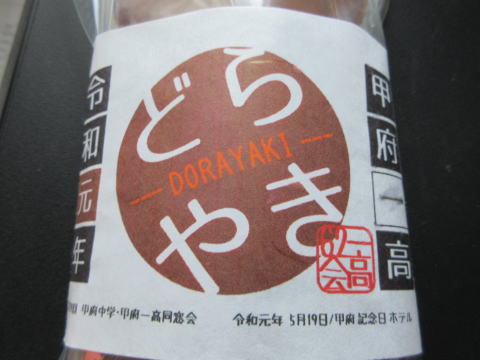 令和元年
どら
DORAYAKI
やき
甲府一高
一高
会
甲府中学・甲府一高同窓会
令和元年 5月19日/甲府記念日ホテル